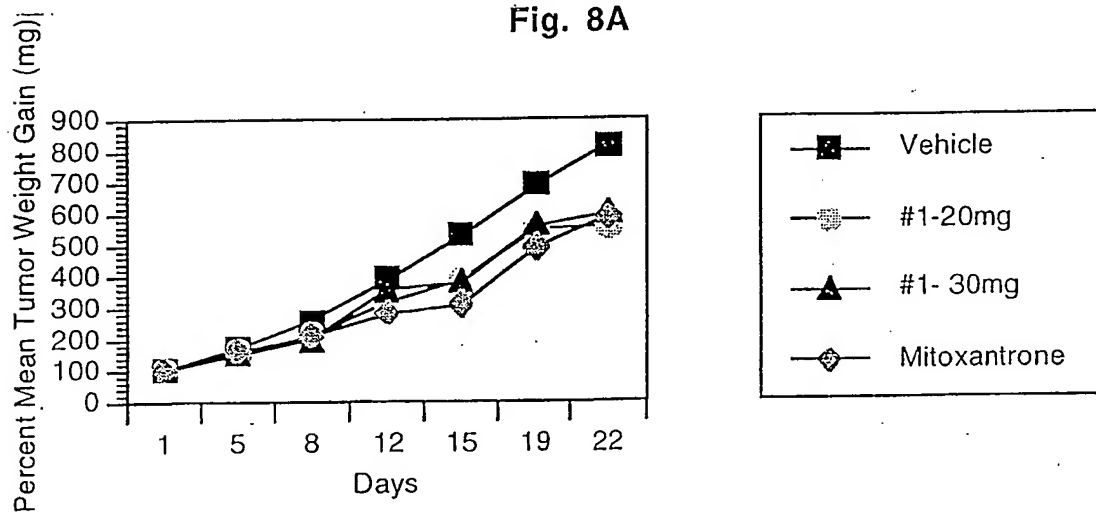 Fig. 8A
Percent Mean Tumor Weight Gain (mg)
900
800
700
600
500
400
300
200
100
0
1 5 8 12 15 19 22
Days
Vehicle
#1-20mg
#1- 30mg
Mitoxantrone